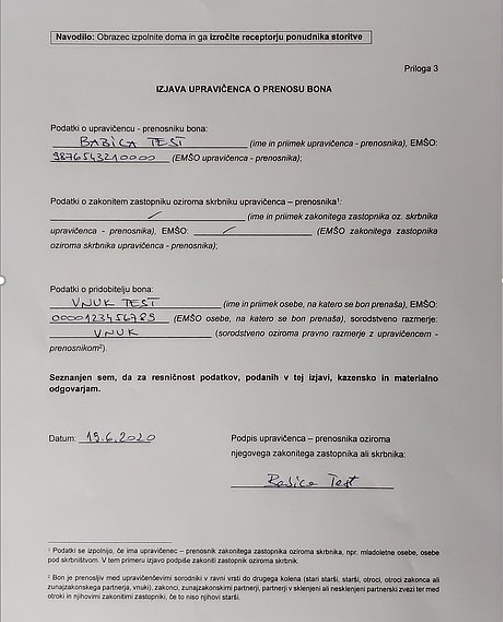 Navodilo: Obrazec izpolnite doma in ga izročite receptorju ponudnika storitve
Priloga 3
IZJAVA UPRAVIČENCA O PRENOSU BONA
Podatki o upravičencu - prenosniku bona:
BABICA TEST (ime in priimek upravičenca - prenosnika), EMŠO:
9876543210000 (EMŠO upravičenca - prenosnika);
Podatki o zakonitem zastopniku oziroma skrbniku upravičenca – prenosnika¹:
/ (ime in priimek zakonitega zastopnika oz. skrbnika
upravičenca - prenosnika), EMŠO: / (EMŠO zakonitega zastopnika
oziroma skrbnika upravičenca - prenosnika);
Podatki o pridobitelju bona:
VNUK TEST (ime in priimek osebe, na katero se bon prenaša), EMŠO:
0000123456789 (EMŠO osebe, na katero se bon prenaša), sorodstveno razmerje:
VNUK (sorodstveno oziroma pravno razmerje z upravičencem -
prenosnikom²).
Seznanjen sem, da za resničnost podatkov, podanih v tej izjavi, kazensko in materialno
odgovarjam.
Datum: 19.6.2020
Podpis upravičenca – prenosnika oziroma
njegovega zakonitega zastopnika ali skrbnika:
Babica Test
¹ Podatki se izpolnijo, če ima upravičenec – prenosnik zakonitega zastopnika oziroma skrbnika, npr. mladoletne osebe, osebe
pod skrbništvom. V tem primeru izjavo podpiše zakoniti zastopnik oziroma skrbnik.
² Bon je prenosljiv med upravičenčevimi sorodniki v ravni vrsti do drugega kolena (stari starši, starši, otroci, otroci zakonca ali
zunajzakonskega partnerja, vnuki), zakonci, zunajzakonskimi partnerji, partnerji v sklenjeni ali nesklenjeni partnerski zvezi ter med
otroki in njihovimi zakonitimi zastopniki, če to niso njihovi starši.